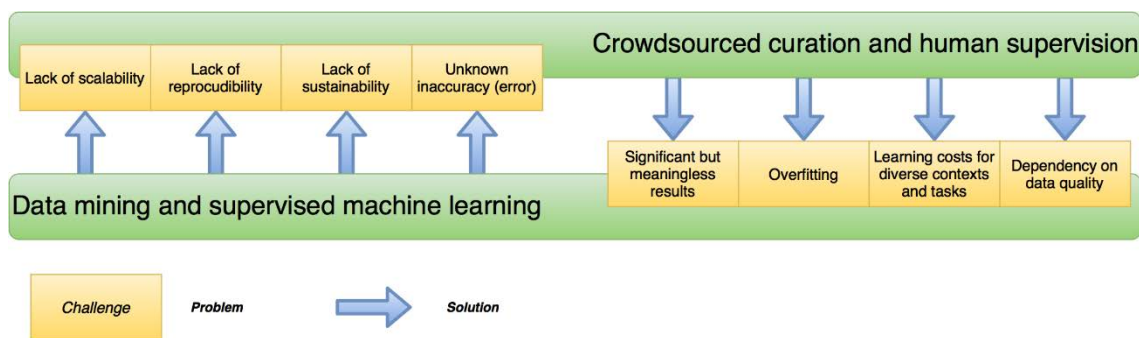 Crowdsourced curation and human supervision
Lack of scalability
Lack of
reprocudibility
Lack of
sustainability
Unknown
inaccuracy (error)
Significant but
meaningless
results
Overfitting
Learning costs for
diverse contexts
and tasks
Dependency on
data quality
Data mining and supervised machine learning
Challenge
Problem
Solution